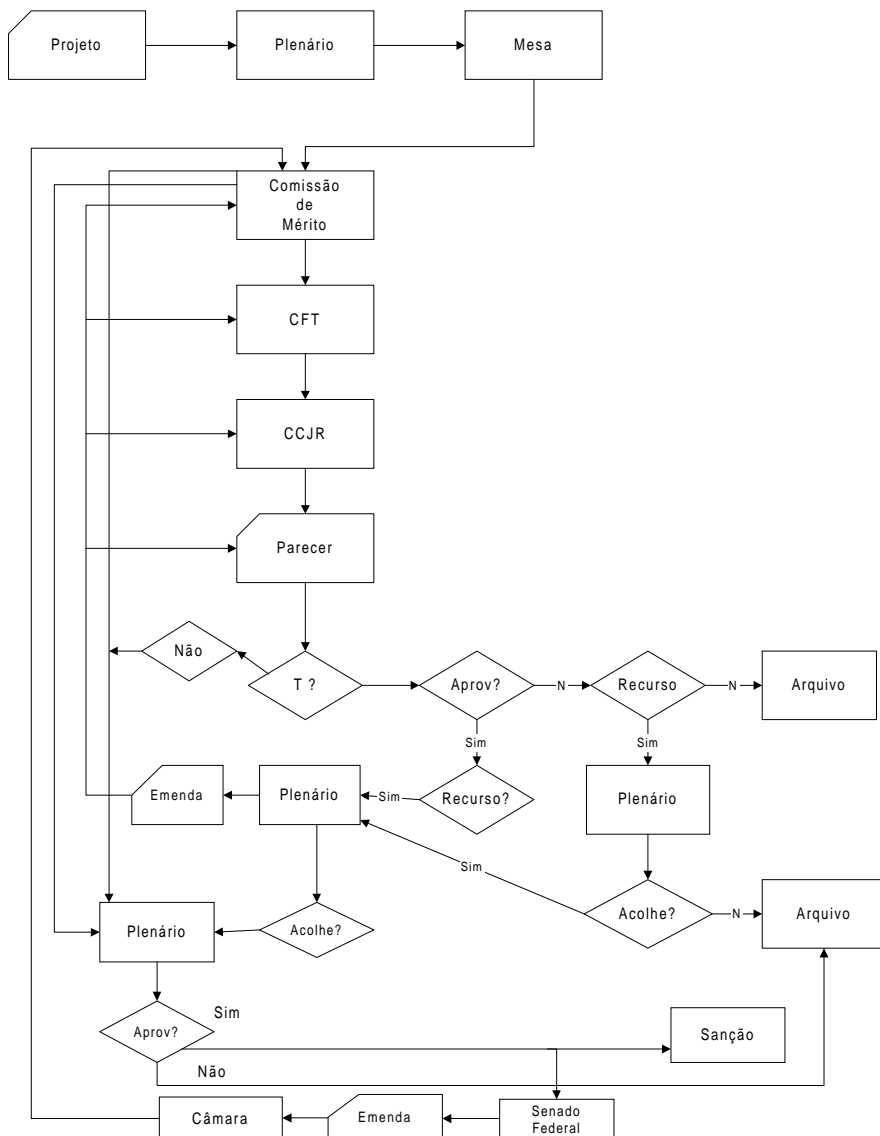 Projeto
Plenário
Mesa
Comissão
de
Mérito
CFT
CCJR
Parecer
Não
T ?
Aprov?
N
Recurso
N
Arquivo
Sim
Sim
Emenda
Plenário
Sim
Recurso?
Plenário
Sim
Plenário
Acolhe?
Acolhe?
N
Arquivo
Aprov?
Sim
Sanção
Não
Câmara
Emenda
Senado
Federal